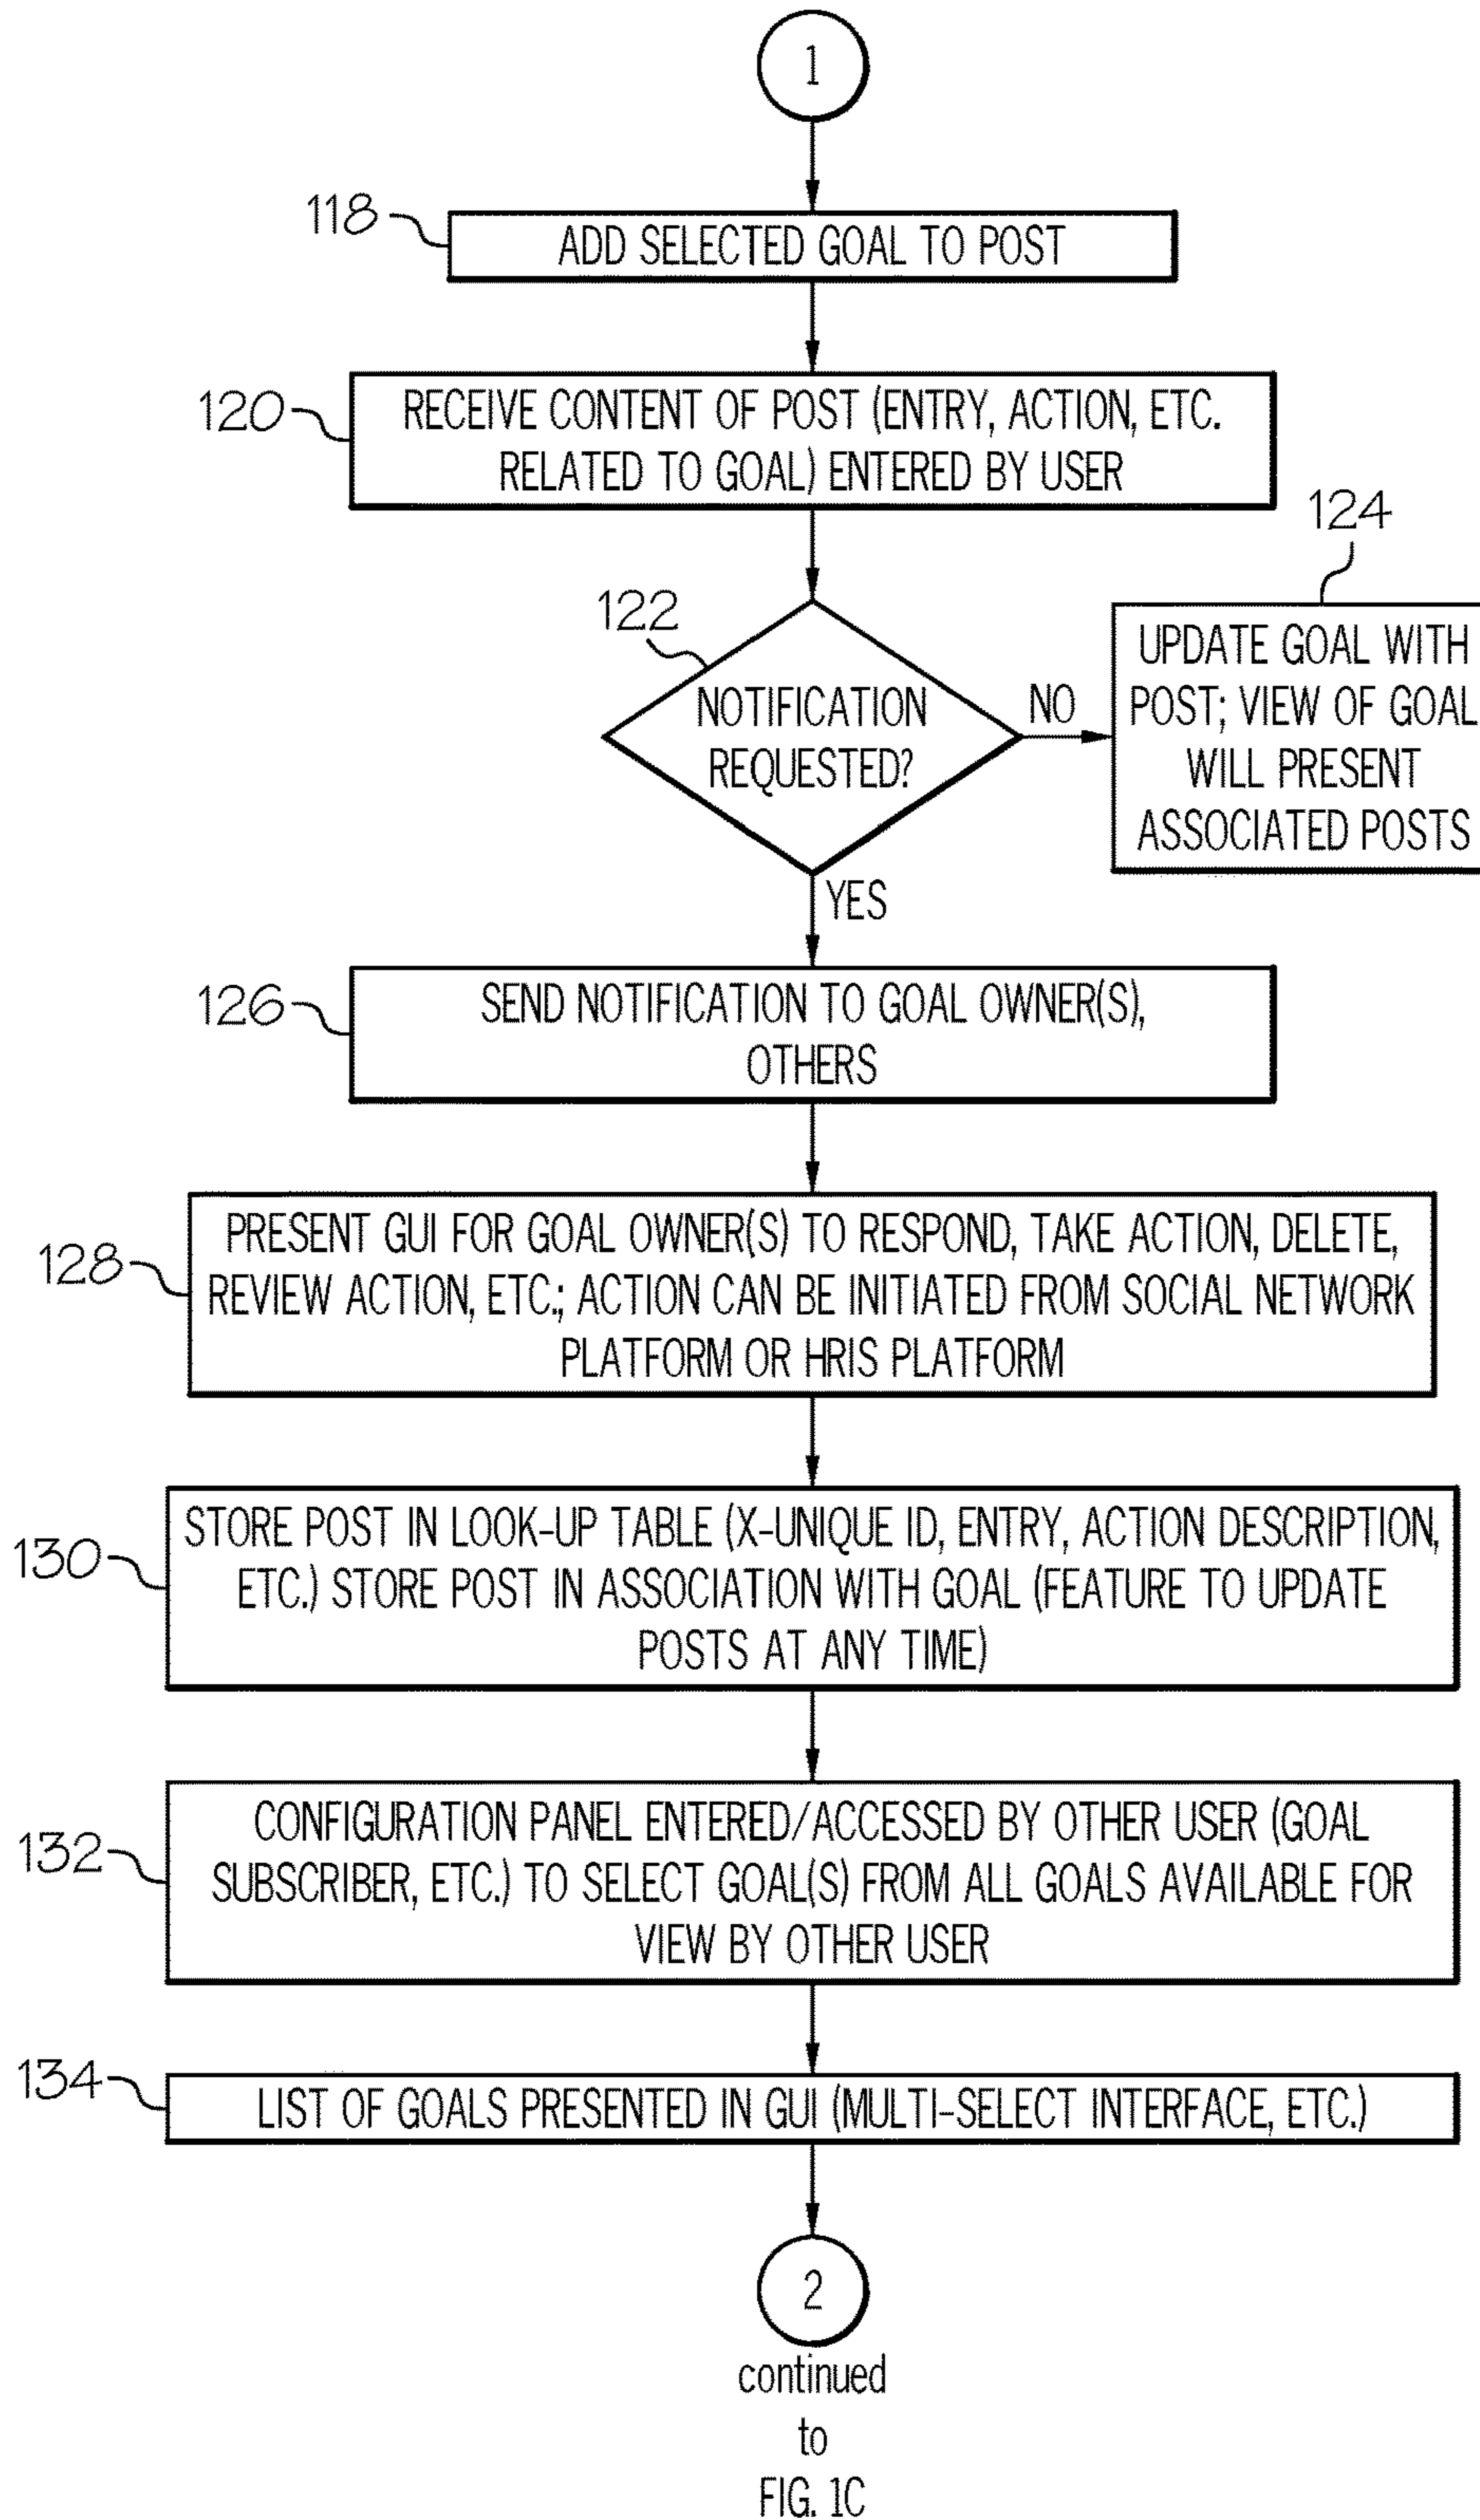 1
118
ADD SELECTED GOAL TO POST
120
RECEIVE CONTENT OF POST (ENTRY, ACTION, ETC.
RELATED TO GOAL) ENTERED BY USER
124
122
NOTIFICATION
REQUESTED?
NO
UPDATE GOAL WITH
POST; VIEW OF GOAL
WILL PRESENT
ASSOCIATED POSTS
YES
126
SEND NOTIFICATION TO GOAL OWNER(S),
OTHERS
128
PRESENT GUI FOR GOAL OWNER(S) TO RESPOND, TAKE ACTION, DELETE,
REVIEW ACTION, ETC.; ACTION CAN BE INITIATED FROM SOCIAL NETWORK
PLATFORM OR HRIS PLATFORM
130
STORE POST IN LOOK-UP TABLE (X-UNIQUE ID, ENTRY, ACTION DESCRIPTION,
ETC.) STORE POST IN ASSOCIATION WITH GOAL (FEATURE TO UPDATE
POSTS AT ANY TIME)
132
CONFIGURATION PANEL ENTERED/ACCESSED BY OTHER USER (GOAL
SUBSCRIBER, ETC.) TO SELECT GOAL(S) FROM ALL GOALS AVAILABLE FOR
VIEW BY OTHER USER
134
LIST OF GOALS PRESENTED IN GUI (MULTI-SELECT INTERFACE, ETC.)
2
continued
to
FIG. 1C